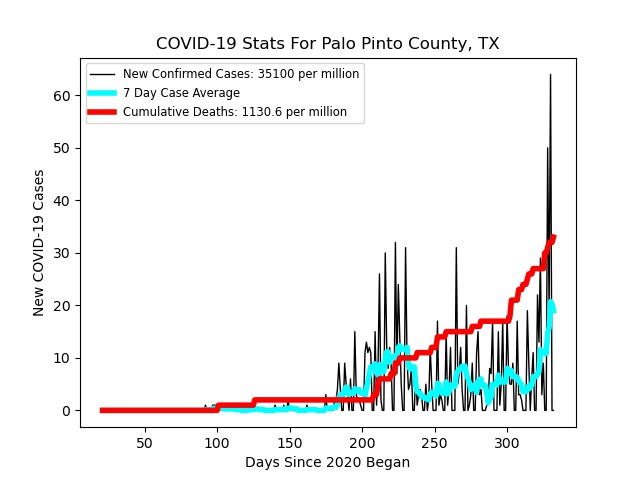 COVID-19 Stats For Palo Pinto County, TX
New Confirmed Cases: 35100 per million
7 Day Case Average
Cumulative Deaths: 1130.6 per million
New COVID-19 Cases
60
50
40
30
20
10
0
50 100 150 200 250 300
Days Since 2020 Began